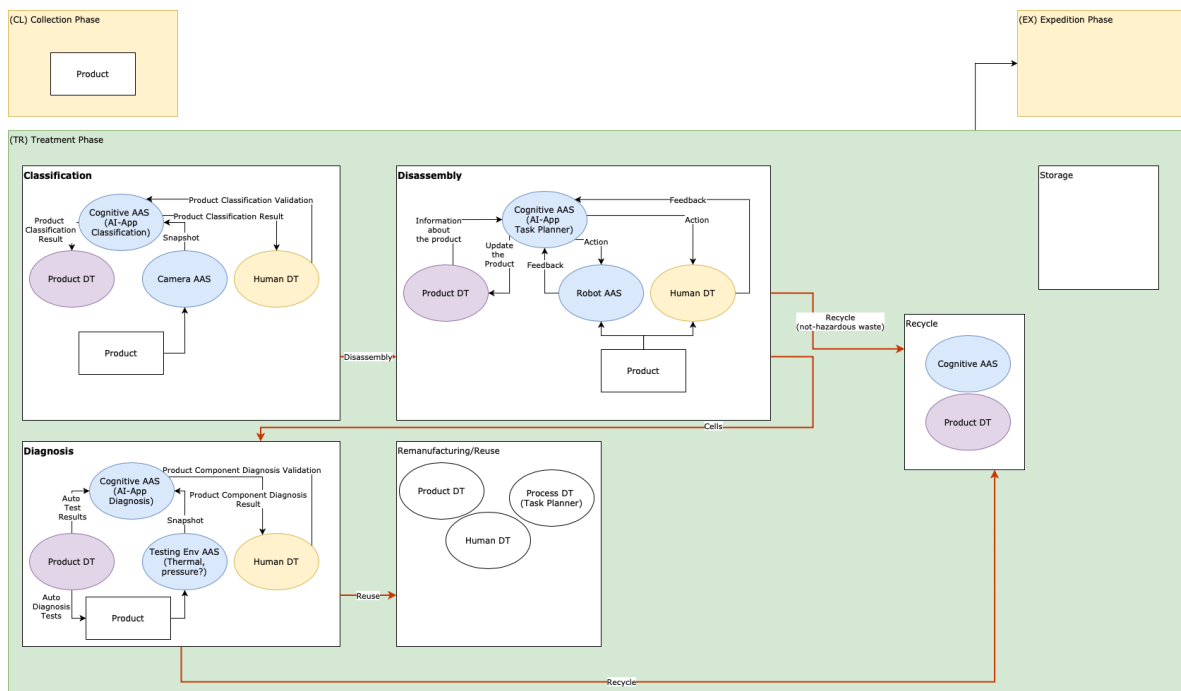 (CL) Collection Phase
Product
(EX) Expedition Phase
(TR) Treatment Phase
Classification
Product Classification Validation
Cognitive AAS
(AI-App
Classification)
Product Classification Result
Product
Classification
Result
Snapshot
Product DT
Camera AAS
Human DT
Product
Disassembly
Disassembly
Cognitive AAS
(AI-App
Task Planner)
Feedback
Information
about
the product
Action
Update
the
Product
Action
Feedback
Product DT
Robot AAS
Human DT
Product
Storage
Recycle
(not-hazardous waste)
Recycle
Cognitive AAS
Product DT
Cells
Diagnosis
Product Component Diagnosis Validation
Cognitive AAS
(AI-App
Diagnosis)
Product Component Diagnosis
Result
Auto
Test
Results
Snapshot
Product DT
Testing Env AAS
(Thermal,
pressure?)
Human DT
Auto
Diagnosis
Tests
Product
Reuse
Remanufacturing/Reuse
Product DT
Process DT
(Task Planner)
Human DT
Recycle